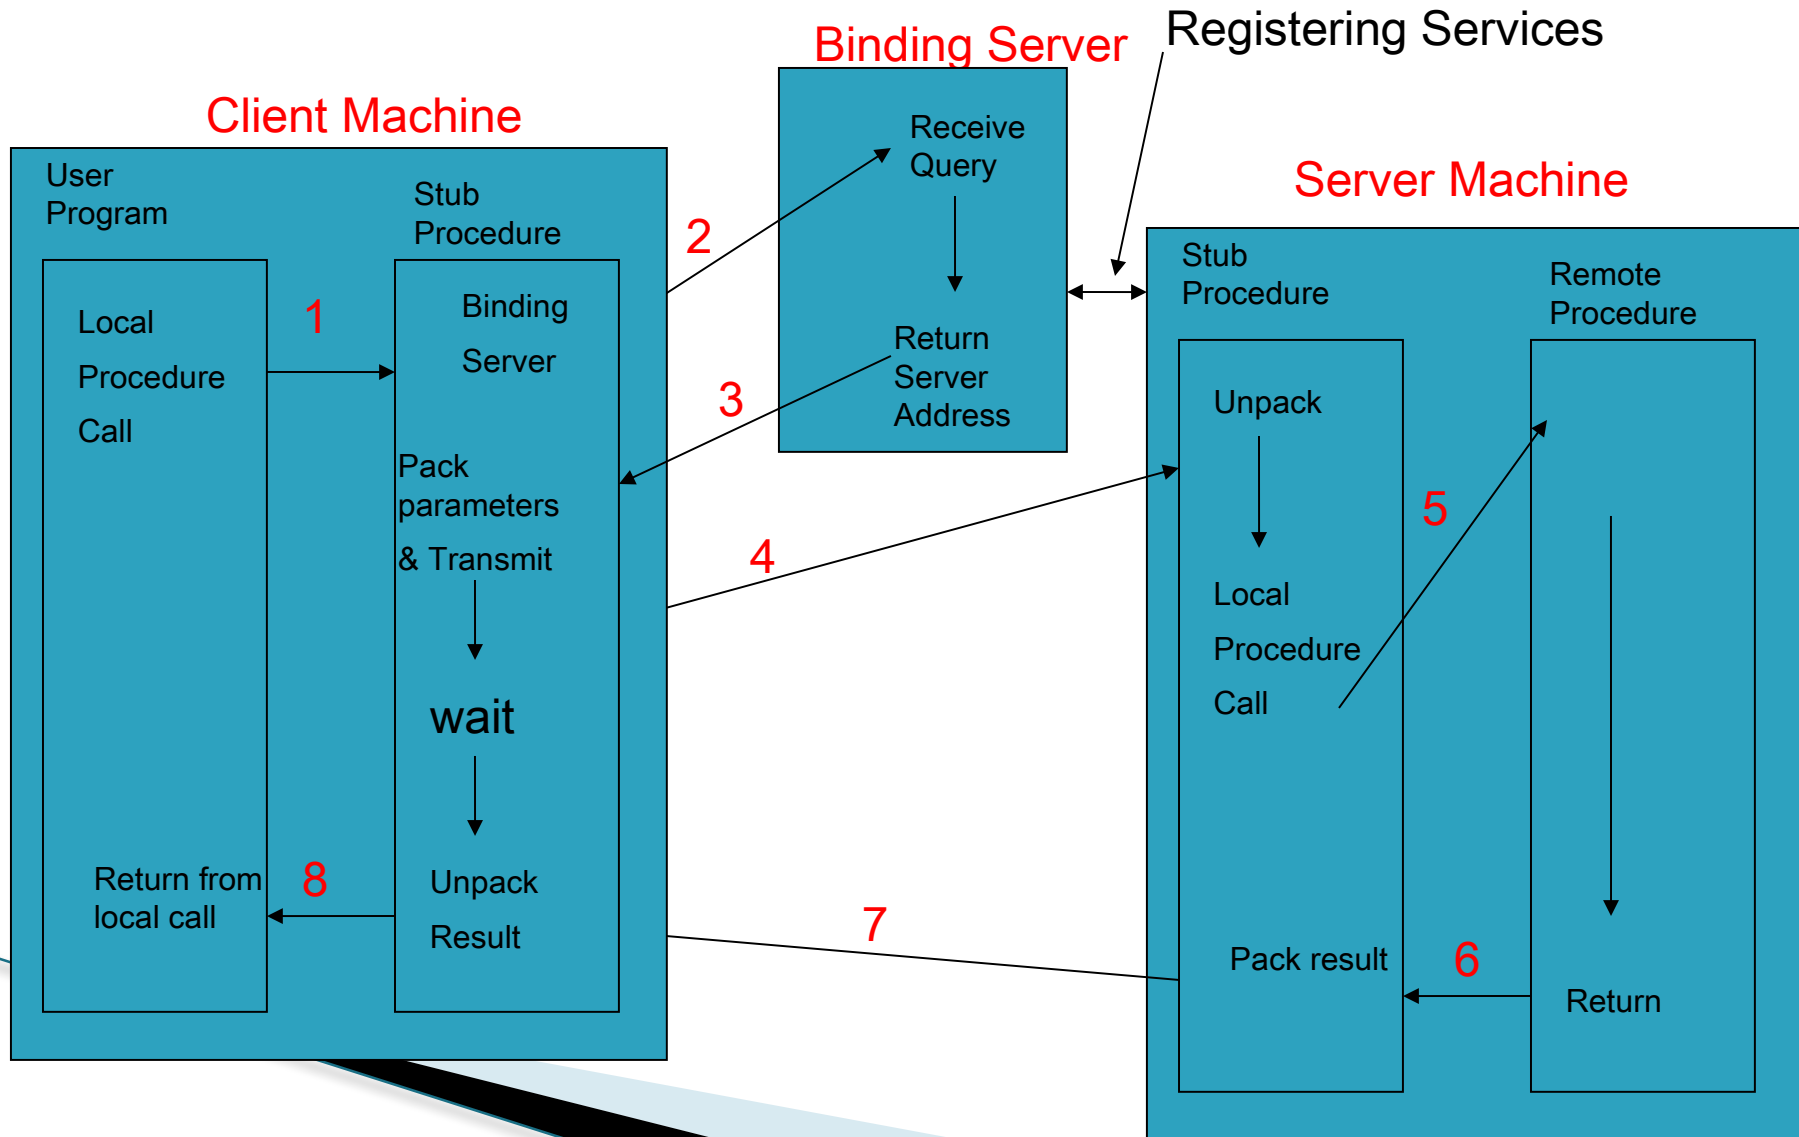 Registering Services
Binding Server
Client Machine
Server Machine
User
Program
Stub
Procedure
Local
Procedure
Call
1
Binding
Server
Pack
parameters
& Transmit
wait
Unpack
Result
8
Return from
local call
2
Receive
Query
Return
Server
Address
3
4
Stub
Procedure
Remote
Procedure
Unpack
Local
Procedure
Call
5
Pack result
6
Return
7